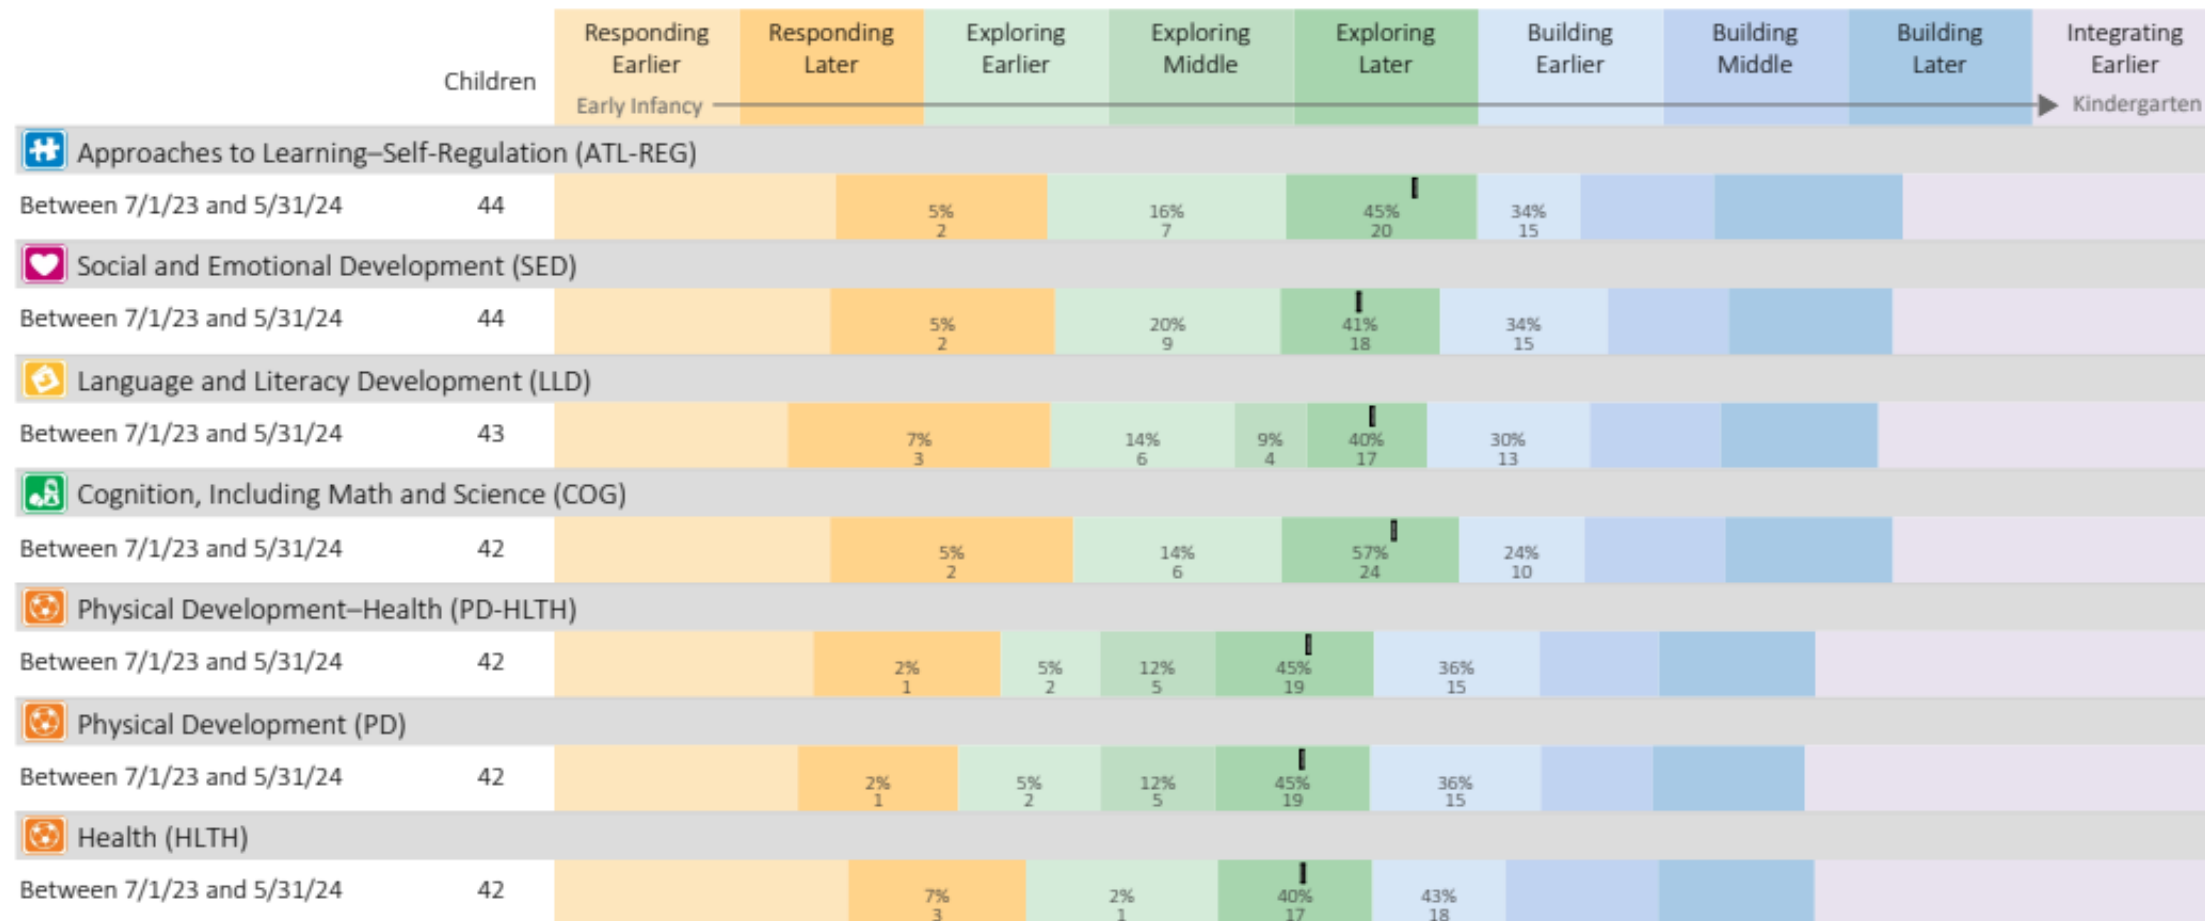 Children
Responding Earlier
Responding Later
Exploring Earlier
Exploring Middle
Exploring Later
Building Earlier
Building Middle
Building Later
Integrating Earlier
Early Infancy
Kindergarten
Approaches to Learning–Self-Regulation (ATL-REG)
Between 7/1/23 and 5/31/24 44 5% 16% 45% 34%
2 7 20 15
Social and Emotional Development (SED)
Between 7/1/23 and 5/31/24 44 5% 20% 41% 34%
2 9 18 15
Language and Literacy Development (LLD)
Between 7/1/23 and 5/31/24 43 7% 14% 9% 40% 30%
3 6 4 17 13
Cognition, Including Math and Science (COG)
Between 7/1/23 and 5/31/24 42 5% 14% 57% 24%
2 6 24 10
Physical Development–Health (PD-HLTH)
Between 7/1/23 and 5/31/24 42 2% 5% 12% 45% 36%
1 2 5 19 15
Physical Development (PD)
Between 7/1/23 and 5/31/24 42 2% 5% 12% 45% 36%
1 2 5 19 15
Health (HLTH)
Between 7/1/23 and 5/31/24 42 7% 2% 40% 43%
3 1 17 18